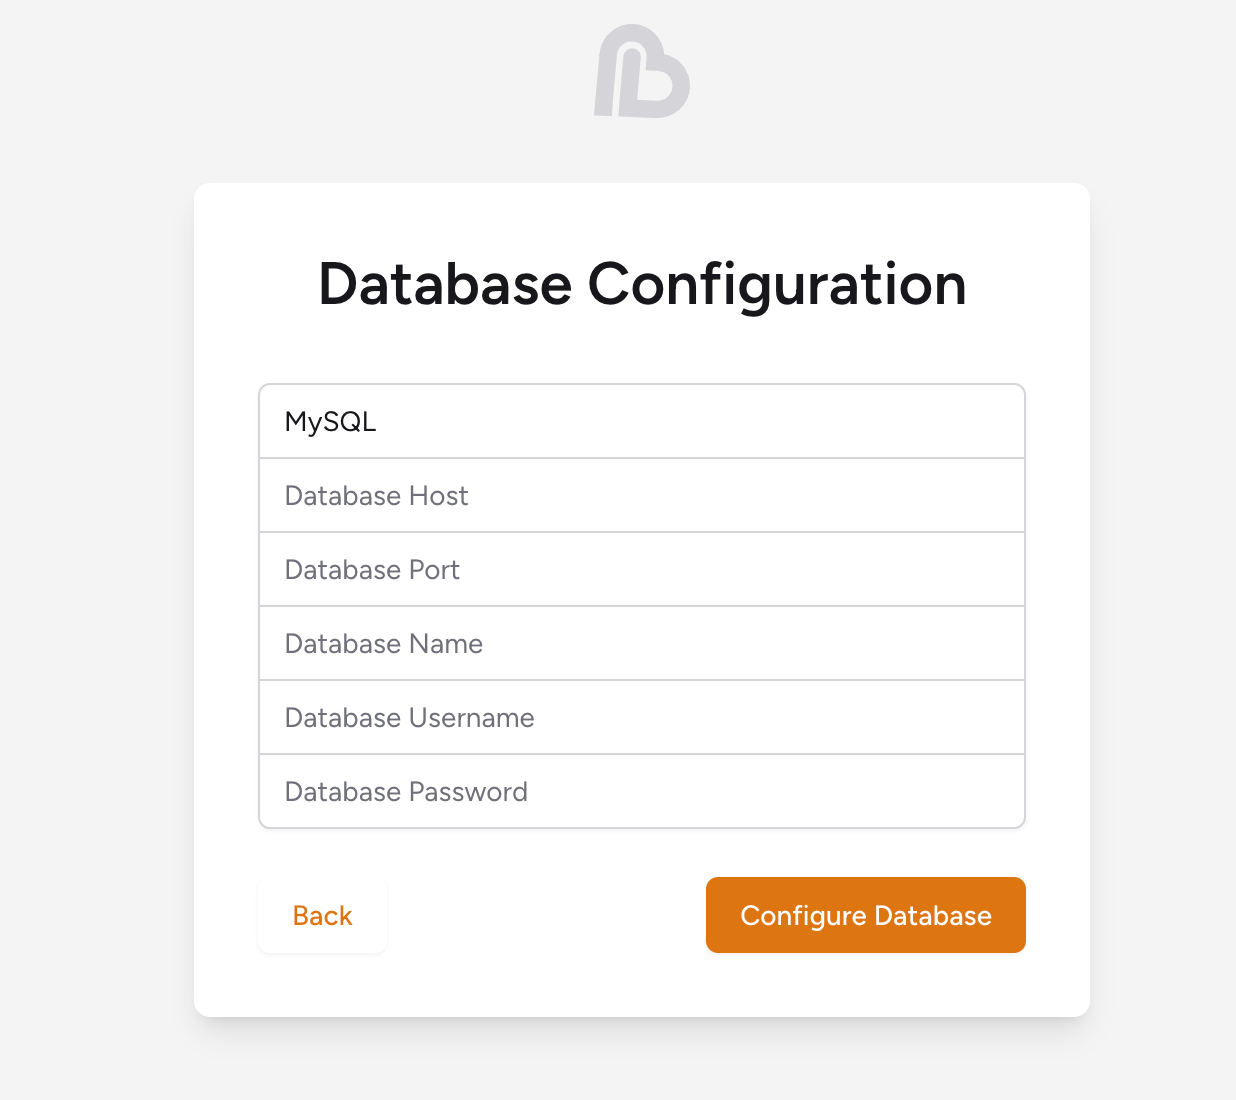 Database Configuration
MySQL
Database Host
Database Port
Database Name
Database Username
Database Password
Back
Configure Database